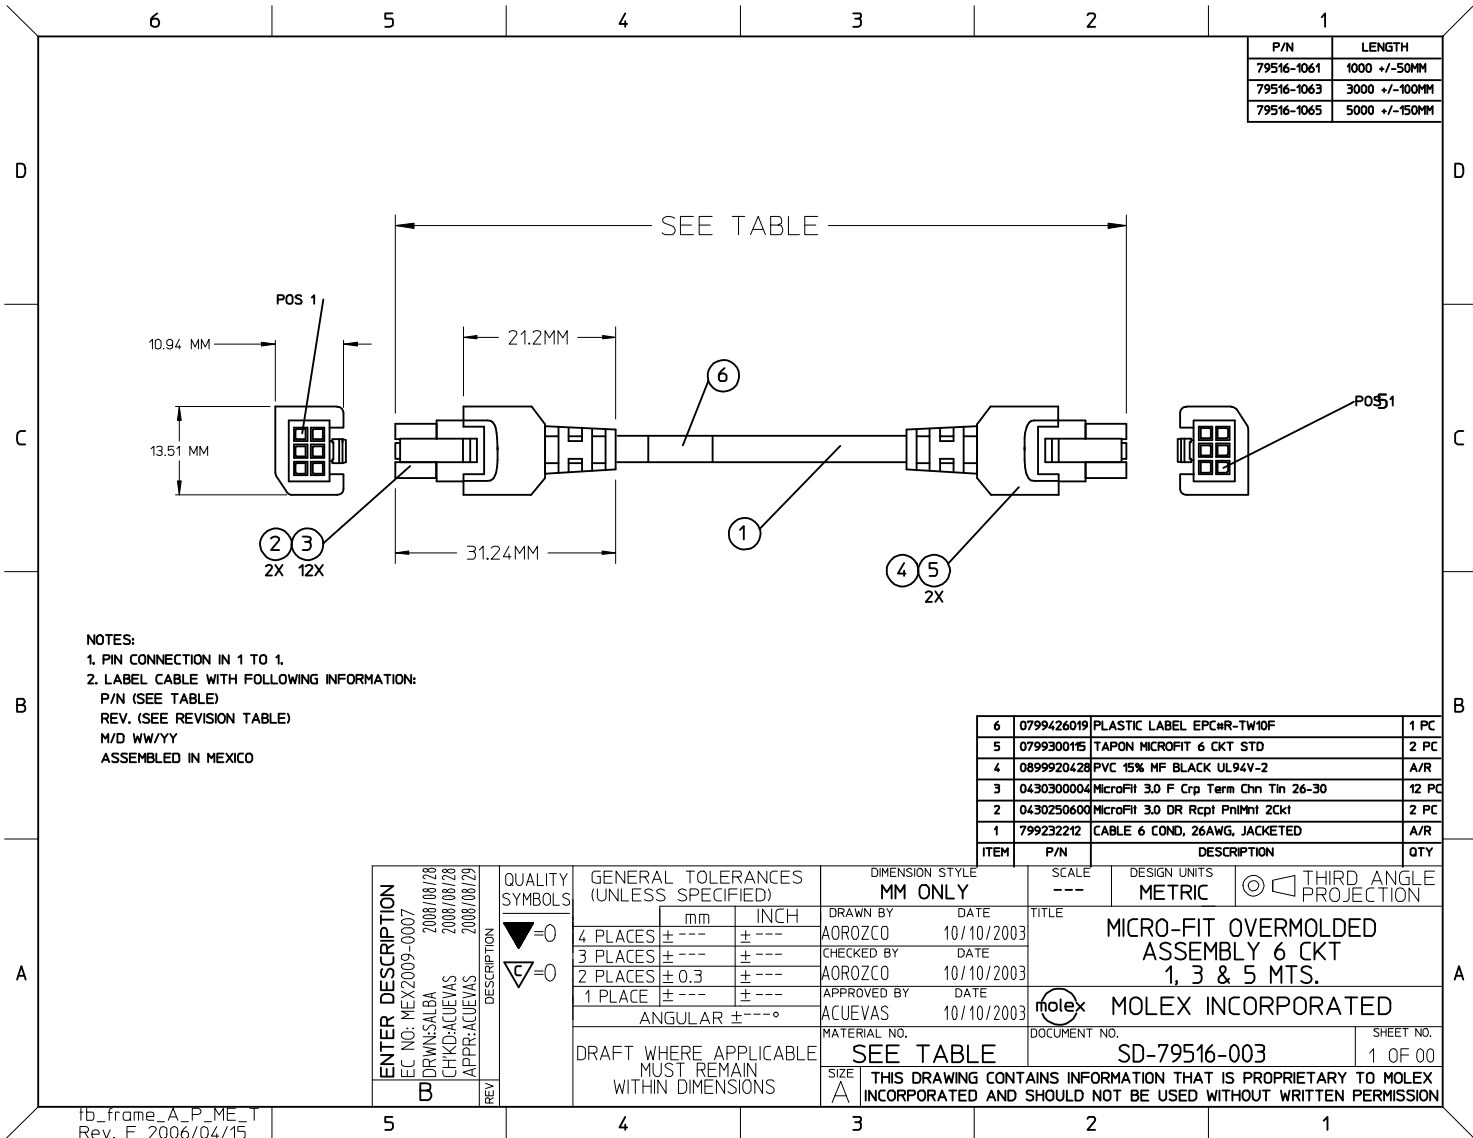 6 5 4 3 2 1
P/N LENGTH
79516-1061 1000 +/-50MM
79516-1063 3000 +/-100MM
79516-1065 5000 +/-150MM
D D
SEE TABLE
POS 1
10.94 MM
21.2MM
6
POS 1
5
C C
13.51 MM
2 3
2X 12X
31.24MM
1
4 5
2X
NOTES:
1. PIN CONNECTION IN 1 TO 1.
2. LABEL CABLE WITH FOLLOWING INFORMATION:
P/N (SEE TABLE)
REV. (SEE REVISION TABLE)
M/D WW/YY
ASSEMBLED IN MEXICO
B B
6 0799426019 PLASTIC LABEL EPC#R-TW10F 1 PC
5 0799300115 TAPON MICROFIT 6 CKT STD 2 PC
4 0899920428 PVC 15% MF BLACK UL94V-2 A/R
3 0430300004 MicroFit 3.0 F Crp Term Chn Tin 26-30 12 PC
2 0430250600 MicroFit 3.0 DR Rcpt PnlMnt 2Ckt 2 PC
1 799232212 CABLE 6 COND, 26AWG, JACKETED A/R
ITEM P/N DESCRIPTION QTY
A A
ENTER DESCRIPTION
EC NO: MEX2009-0007
DRWN:SALBA 2008/08/28
CH'KD:ACUEVAS 2008/08/28
APPR:ACUEVAS 2008/08/29
B
DESCRIPTION
REV
QUALITY
SYMBOLS
=0
C =0
GENERAL TOLERANCES
(UNLESS SPECIFIED)
mm INCH
4 PLACES ± --- ± ---
3 PLACES ± --- ± ---
2 PLACES ± 0.3 ± ---
1 PLACE ± --- ± ---
ANGULAR ±---°
DRAFT WHERE APPLICABLE
MUST REMAIN
WITHIN DIMENSIONS
DIMENSION STYLE
MM ONLY
SCALE
---
DESIGN UNITS
METRIC
THIRD ANGLE
PROJECTION
DRAWN BY DATE
AOROZCO 10/10/2003
CHECKED BY DATE
AOROZCO 10/10/2003
APPROVED BY DATE
ACUEVAS 10/10/2003
TITLE
MICRO-FIT OVERMOLDED
ASSEMBLY 6 CKT
1, 3 & 5 MTS.
molex MOLEX INCORPORATED
MATERIAL NO.
SEE TABLE
DOCUMENT NO.
SD-79516-003
SHEET NO.
1 OF 00
SIZE
A
THIS DRAWING CONTAINS INFORMATION THAT IS PROPRIETARY TO MOLEX
INCORPORATED AND SHOULD NOT BE USED WITHOUT WRITTEN PERMISSION
tb_frame_A_P_ME_T
Rev. F 2006/04/15
5 4 3 2 1